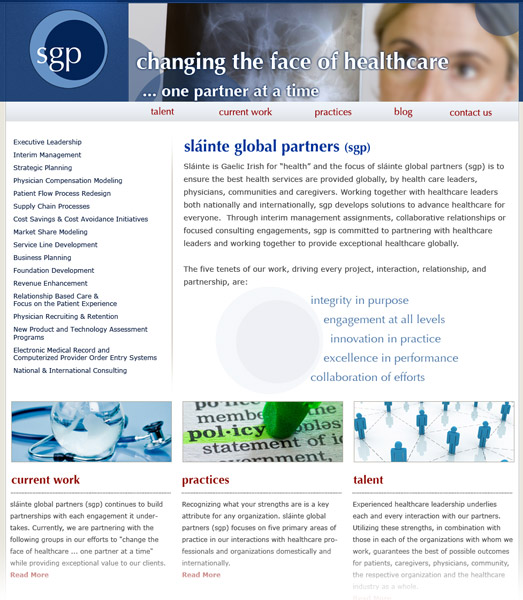 sgp
changing the face of healthcare
... one partner at a time
talent current work practices blog contact us
Executive Leadership
Interim Management
Strategic Planning
Physician Compensation Modeling
Patient Flow Process Redesign
Supply Chain Processes
Cost Savings & Cost Avoidance Initiatives
Market Share Modeling
Service Line Development
Business Planning
Foundation Development
Revenue Enhancement
Relationship Based Care &
Focus on the Patient Experience
Physician Recruiting & Retention
New Product and Technology Assessment
Programs
Electronic Medical Record and
Computerized Provider Order Entry Systems
National & International Consulting
sláinte global partners (sgp)
Sláinte is Gaelic Irish for “health” and the focus of sláinte global partners (sgp) is to
ensure the best health services are provided globally, by health care leaders,
physicians, communities and caregivers. Working together with healthcare leaders
both nationally and internationally, sgp develops solutions to advance healthcare for
everyone. Through interim management assignments, collaborative relationships or
focused consulting engagements, sgp is committed to partnering with healthcare
leaders and working together to provide exceptional healthcare globally.
The five tenets of our work, driving every project, interaction, relationship, and
partnership, are:
integrity in purpose
engagement at all levels
innovation in practice
excellence in performance
collaboration of efforts
policy
statement of
current work
sláinte global partners (sgp) continues to build
partnerships with each engagement it under-
takes. Currently, we are partnering with the
following groups in our efforts to "change the
face of healthcare ... one partner at a time"
while providing exceptional value to our clients.
Read More
practices
Recognizing what your strengths are is a key
attribute for any organization. sláinte global
partners (sgp) focuses on five primary areas of
practice in our interactions with healthcare pro-
fessionals and organizations domestically and
internationally.
Read More
talent
Experienced healthcare leadership underlies
each and every interaction with our partners.
Utilizing these strengths, in combination with
those in each of the organizations with whom we
work, guarantees the best of possible outcomes
for patients, caregivers, physicians, community,
the respective organization and the healthcare
industry as a whole.
Read More